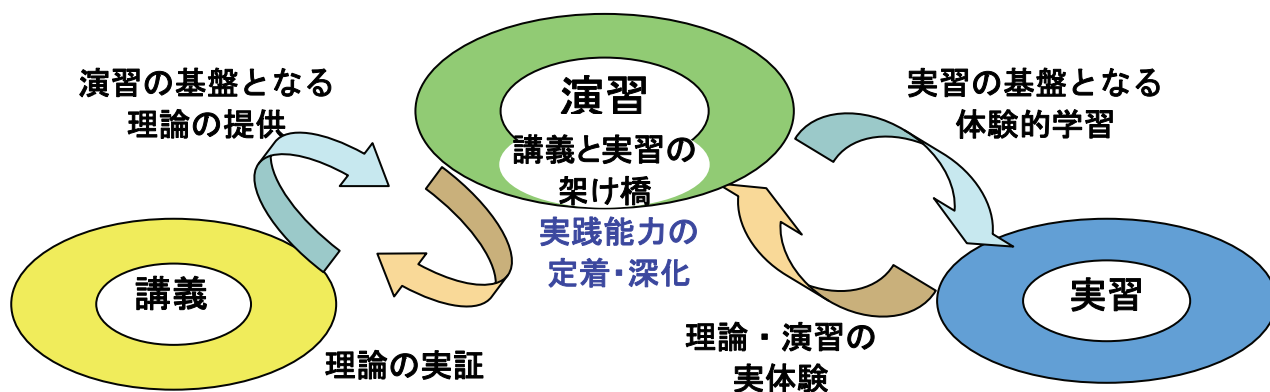 演習の基盤となる
理論の提供
演習
講義と実習の
架け橋
実践能力の
定着・深化
実習の基盤となる
体験的学習
講義
実習
理論の実証
理論・演習の
実体験